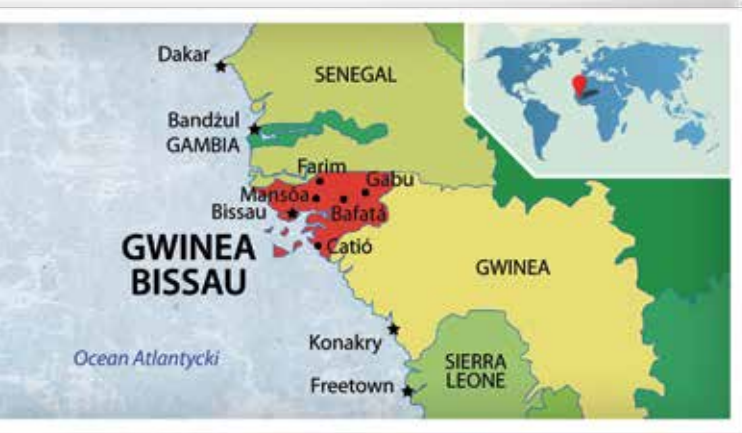 Dakar
SENEGAL
Bandżul
GAMBIA
Farim
Gabu
Mansôa
Bissau
Bafatá
GWINEA
BISSAU
Catió
GWINEA
Konakry
Ocean Atlantycki
SIERRA
LEONE
Freetown